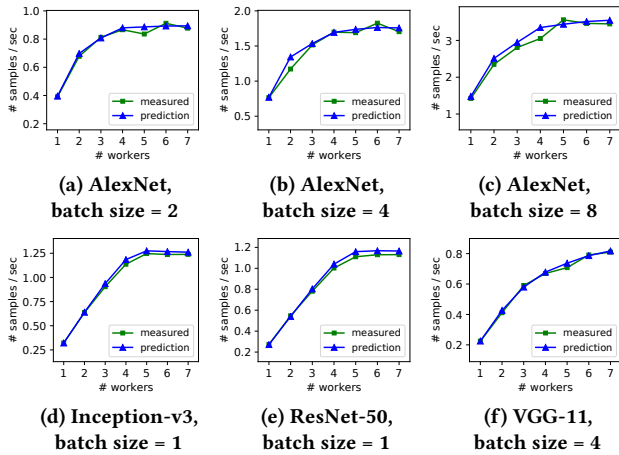 # samples / sec
1.0
0.8
0.6
0.4
0.2
measured
prediction
1 2 3 4 5 6 7
# workers
(a) AlexNet,
batch size = 2
# samples / sec
2.0
1.5
1.0
0.5
measured
prediction
1 2 3 4 5 6 7
# workers
(b) AlexNet,
batch size = 4
# samples / sec
3
2
1
measured
prediction
1 2 3 4 5 6 7
# workers
(c) AlexNet,
batch size = 8
# samples / sec
1.25
1.00
0.75
0.50
0.25
measured
prediction
1 2 3 4 5 6 7
# workers
(d) Inception-v3,
batch size = 1
# samples / sec
1.2
1.0
0.8
0.6
0.4
0.2
measured
prediction
1 2 3 4 5 6 7
# workers
(e) ResNet-50,
batch size = 1
# samples / sec
0.8
0.6
0.4
0.2
measured
prediction
1 2 3 4 5 6 7
# workers
(f) VGG-11,
batch size = 4